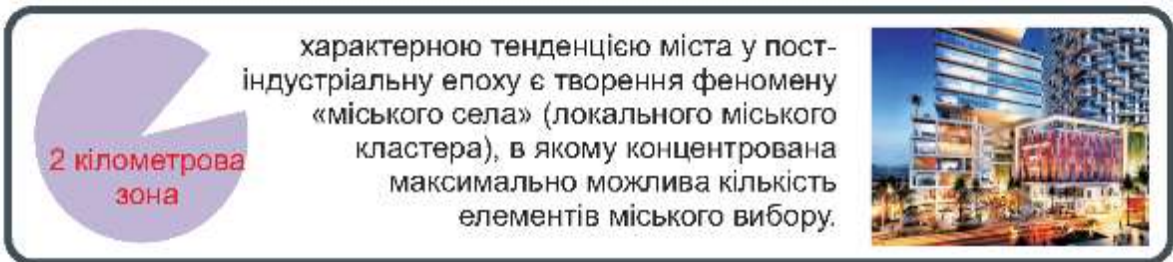 2 кілометрова
зона
характерною тенденцією міста у пост-
індустріальну епоху є творення феномену
«міського села» (локального міського
кластера), в якому концентрована
максимально можлива кількість
елементів міського вибору.